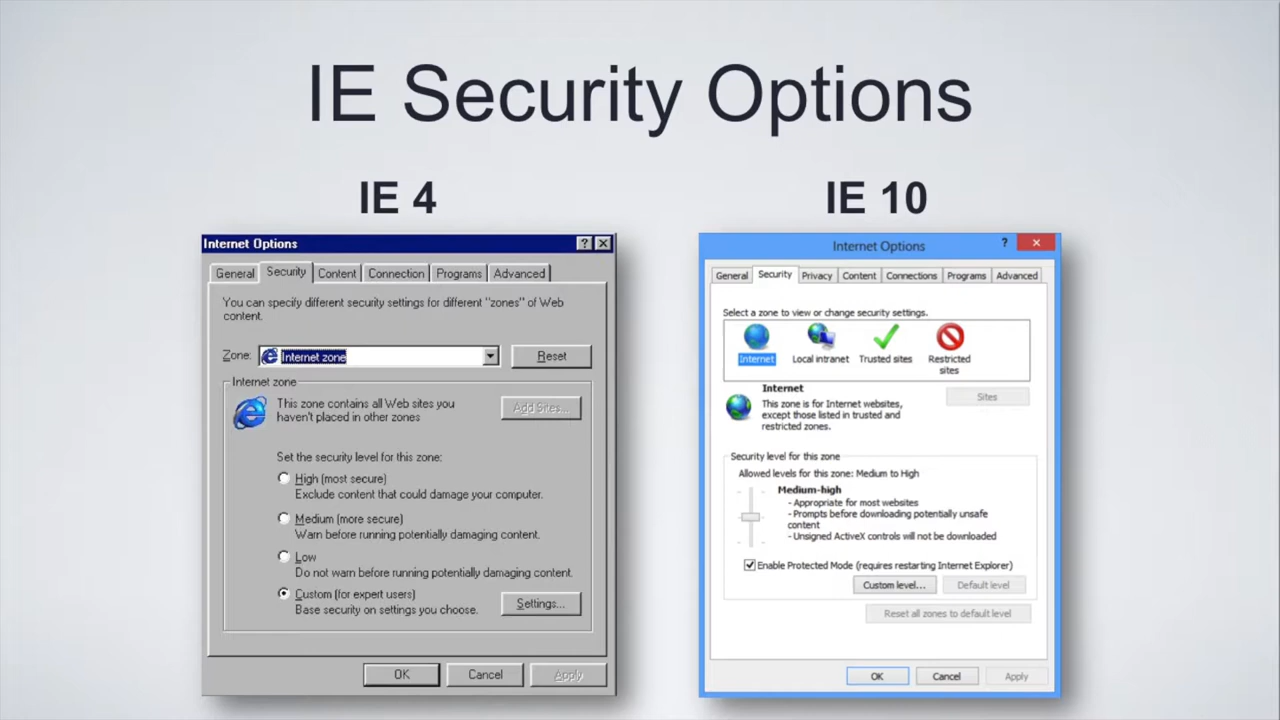 IE Security Options
IE 4
Internet Options
?
General Security Content Connection Programs Advanced
You can specify different security settings for different "zones" of Web
content.
Zone: Internet zone Reset
Internet zone
This zone contains all Web sites you
haven't placed in other zones
Add Sites...
Set the security level for this zone:
High (most secure)
Exclude content that could damage your computer.
Medium (more secure)
Warn before running potentially damaging content.
Low
Do not warn before running potentially damaging content.
Custom (for expert users)
Base security on settings you choose.
Settings...
OK Cancel Apply
IE 10
Internet Options
?
General Security Privacy Content Connections Programs Advanced
Select a zone to view or change security settings.
Internet Local intranet Trusted sites Restricted
sites
Internet
This zone is for Internet websites,
except those listed in trusted and
restricted zones.
Sites
Security level for this zone
Allowed levels for this zone: Medium to High
Medium-high
- Appropriate for most websites
- Prompts before downloading potentially unsafe
content
- Unsigned ActiveX controls will not be downloaded
Enable Protected Mode (requires restarting Internet Explorer)
Custom level... Default level
Reset all zones to default level
OK Cancel Apply